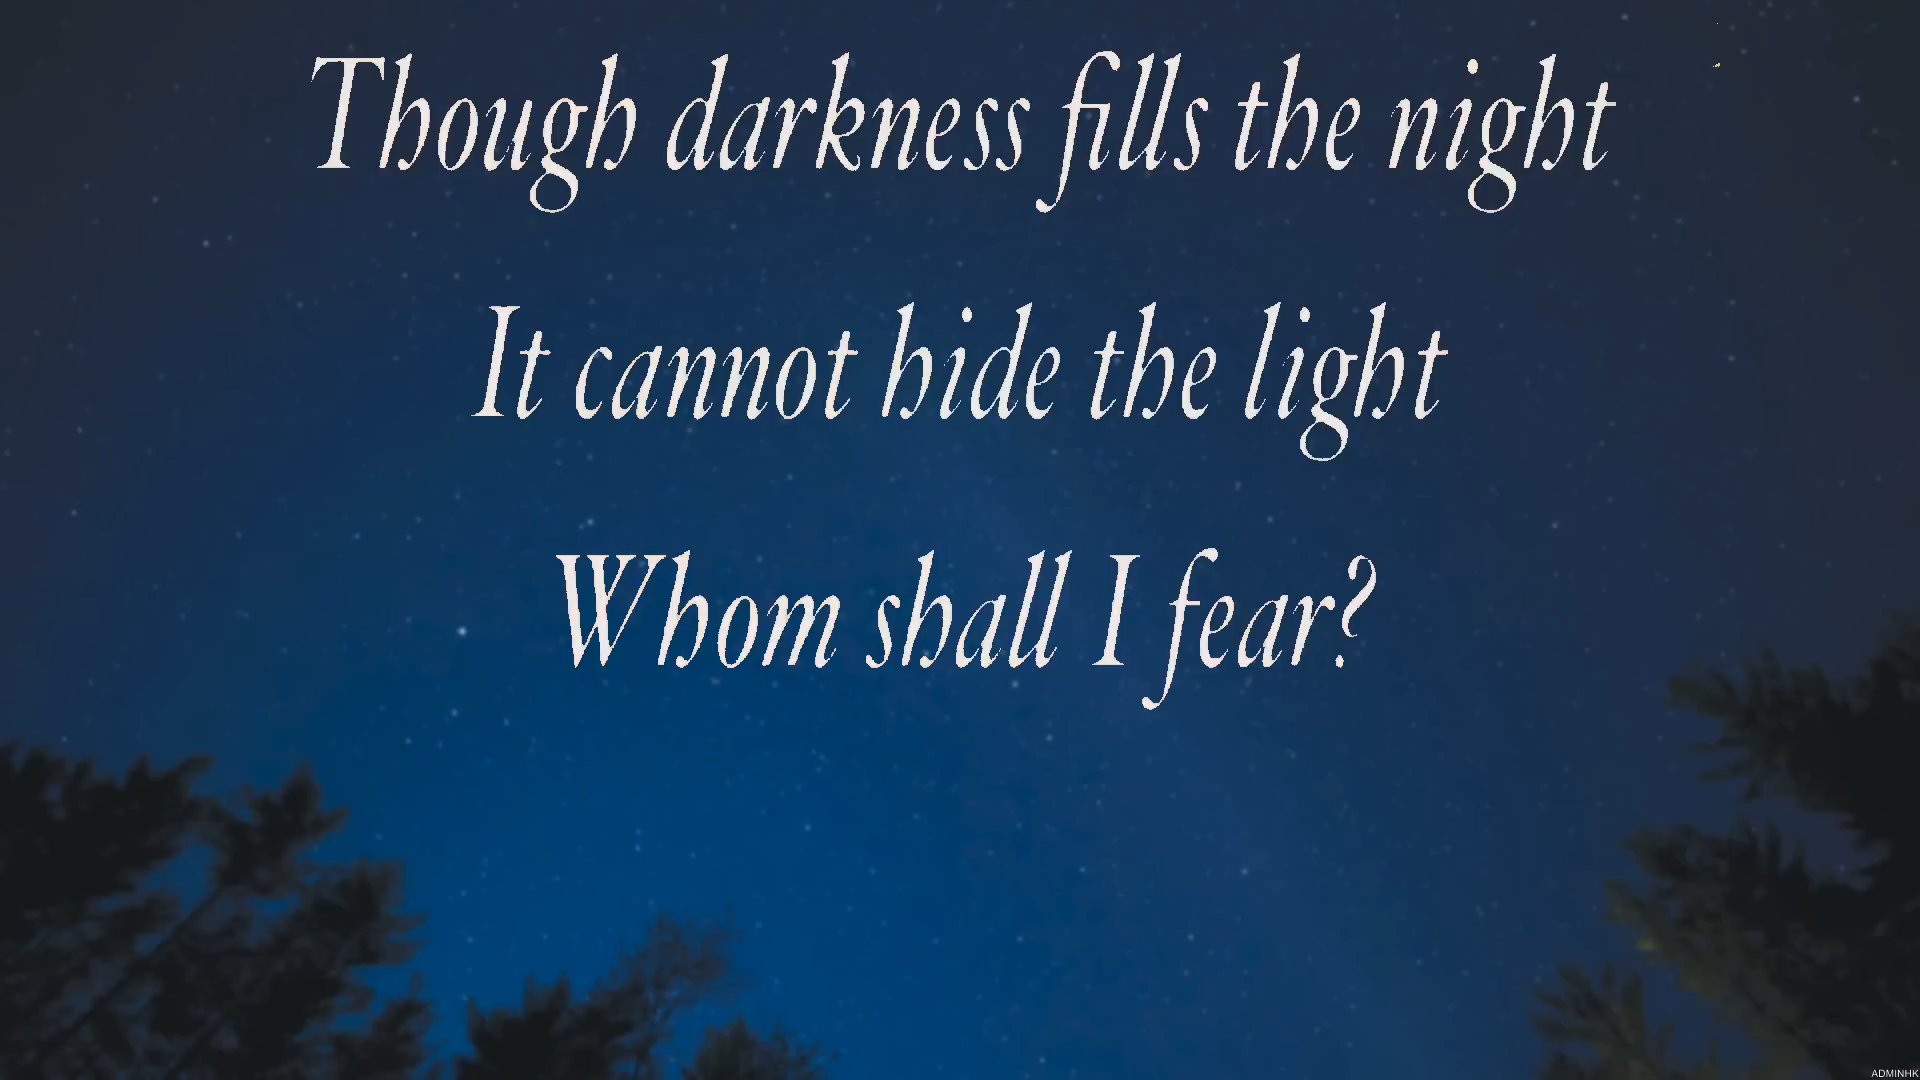 Though darkness fills the night
It cannot hide the light
Whom shall I fear?
ADMINHK